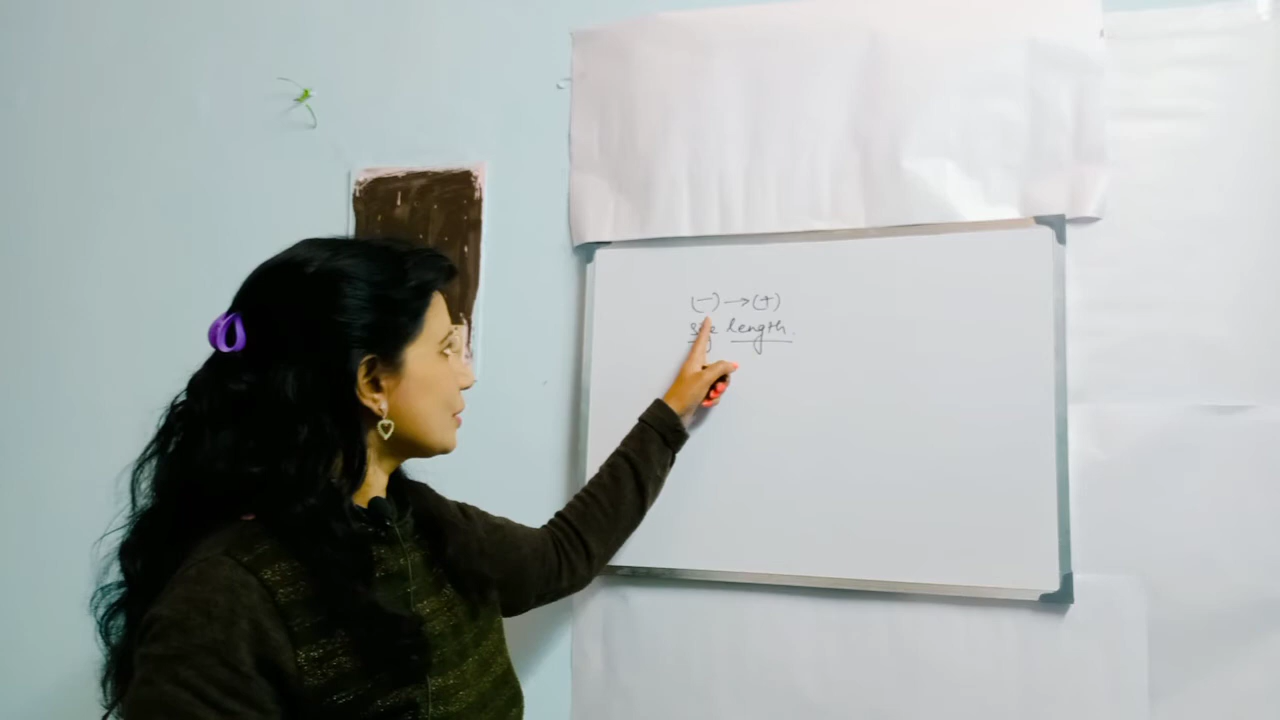 (-) → (+)
size length.